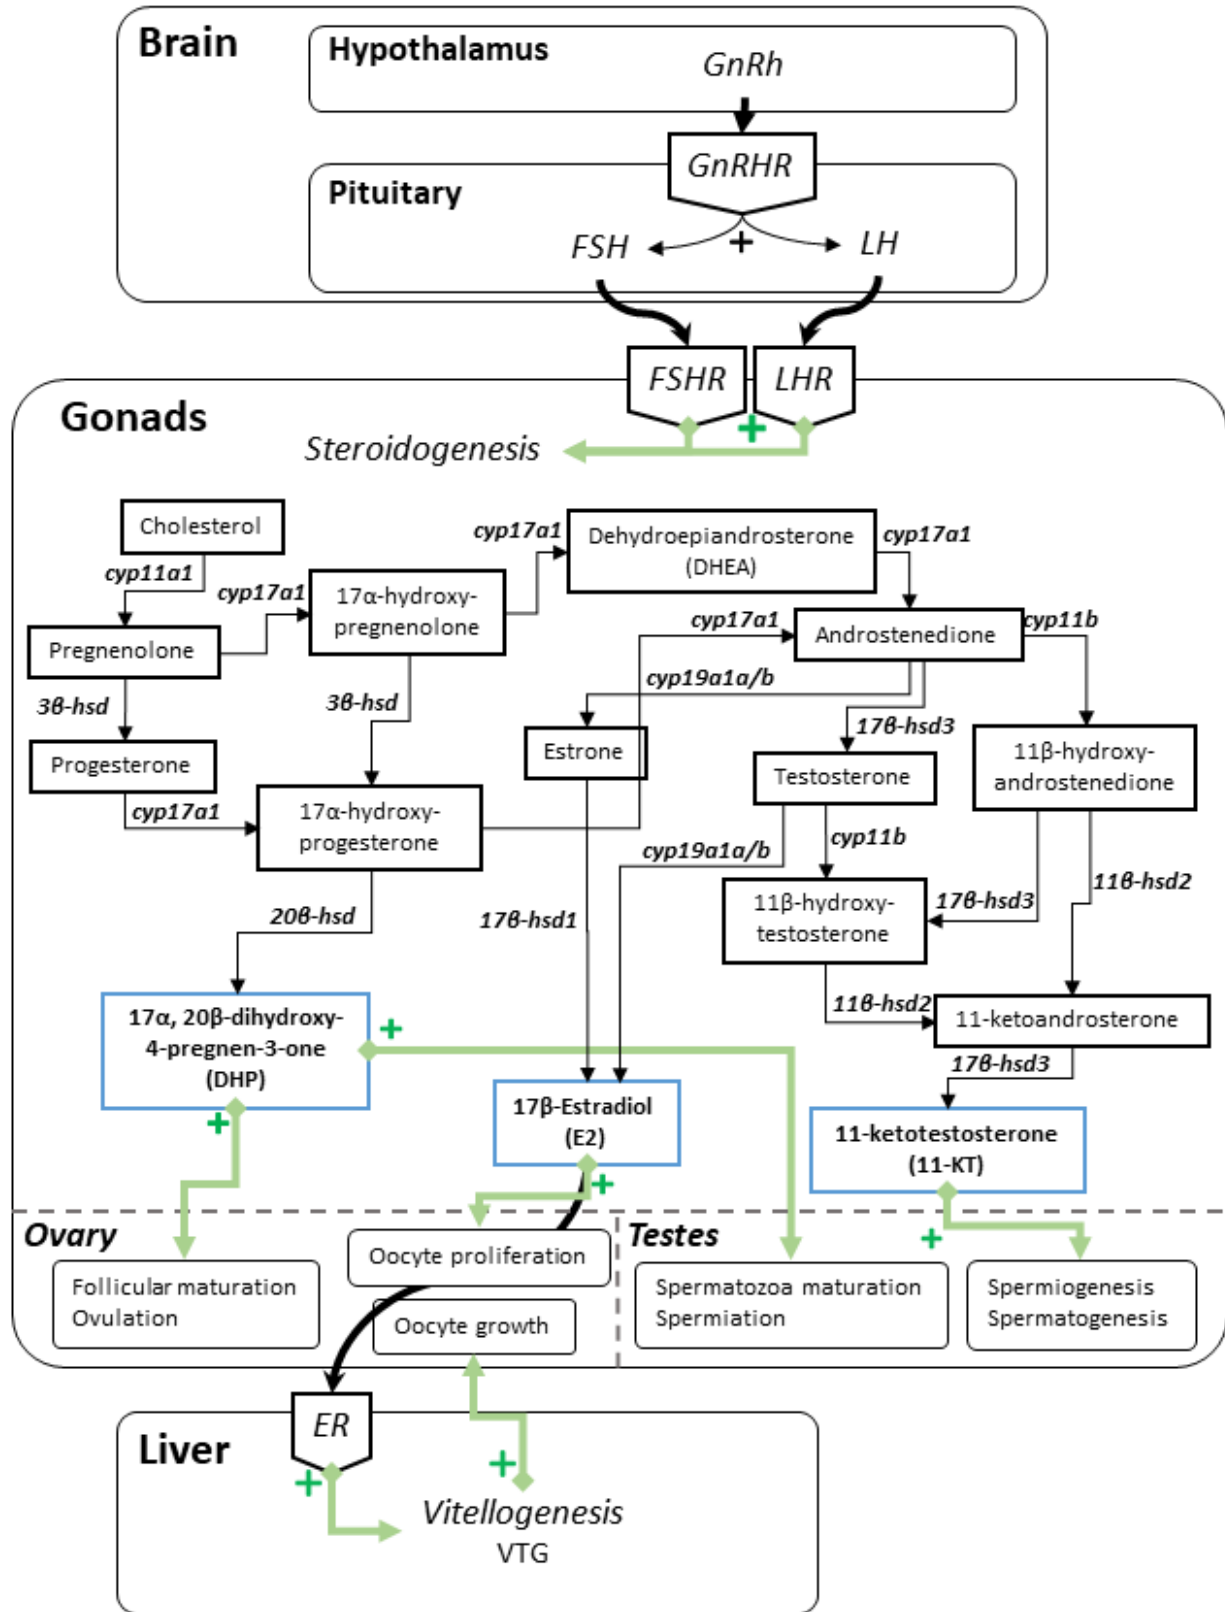 Brain
Hypothalamus
GnRh
GnRHR
Pituitary
FSH
+
LH
FSHR
LHR
Gonads
+
Steroidogenesis
Cholesterol
cyp17a1
Dehydroepiandrosterone
(DHEA)
cyp17a1
cyp11a1
cyp17a1
17α-hydroxy-
pregnenolone
Pregnenolone
cyp17a1
Androstenedione
cyp11b
3β-hsd
3β-hsd
cyp19a1a/b
17β-hsd3
Progesterone
Estrone
Testosterone
11β-hydroxy-
androstenedione
cyp17a1
17α-hydroxy-
progesterone
cyp19a1a/b
cyp11b
11β-hsd2
20β-hsd
17β-hsd1
11β-hydroxy-
testosterone
17β-hsd3
11β-hsd2
11-ketoandrosterone
17α, 20β-dihydroxy-
4-pregnen-3-one
(DHP)
+
17β-hsd3
+
17β-Estradiol
(E2)
11-ketotestosterone
(11-KT)
+
Ovary
Testes
+
Oocyte proliferation
Follicular maturation
Ovulation
Oocyte growth
Spermatozoa maturation
Spermiation
Spermiogenesis
Spermatogenesis
ER
Liver
+
+
Vitellogenesis
VTG